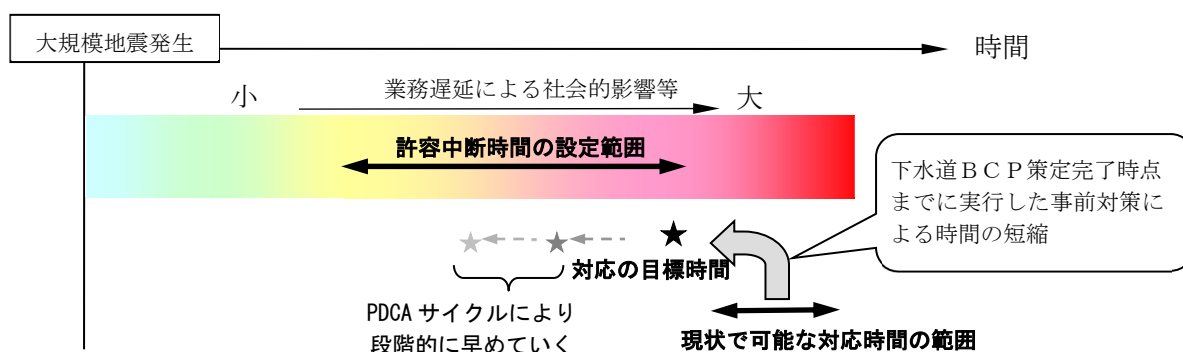 大規模地震発生
時間
小
業務遅延による社会的影響等
大
許容中断時間の設定範囲
下水道ＢＣＰ策定完了時点
までに実行した事前対策に
よる時間の短縮
対応の目標時間
PDCA サイクルにより
段階的に早めていく
現状で可能な対応時間の範囲